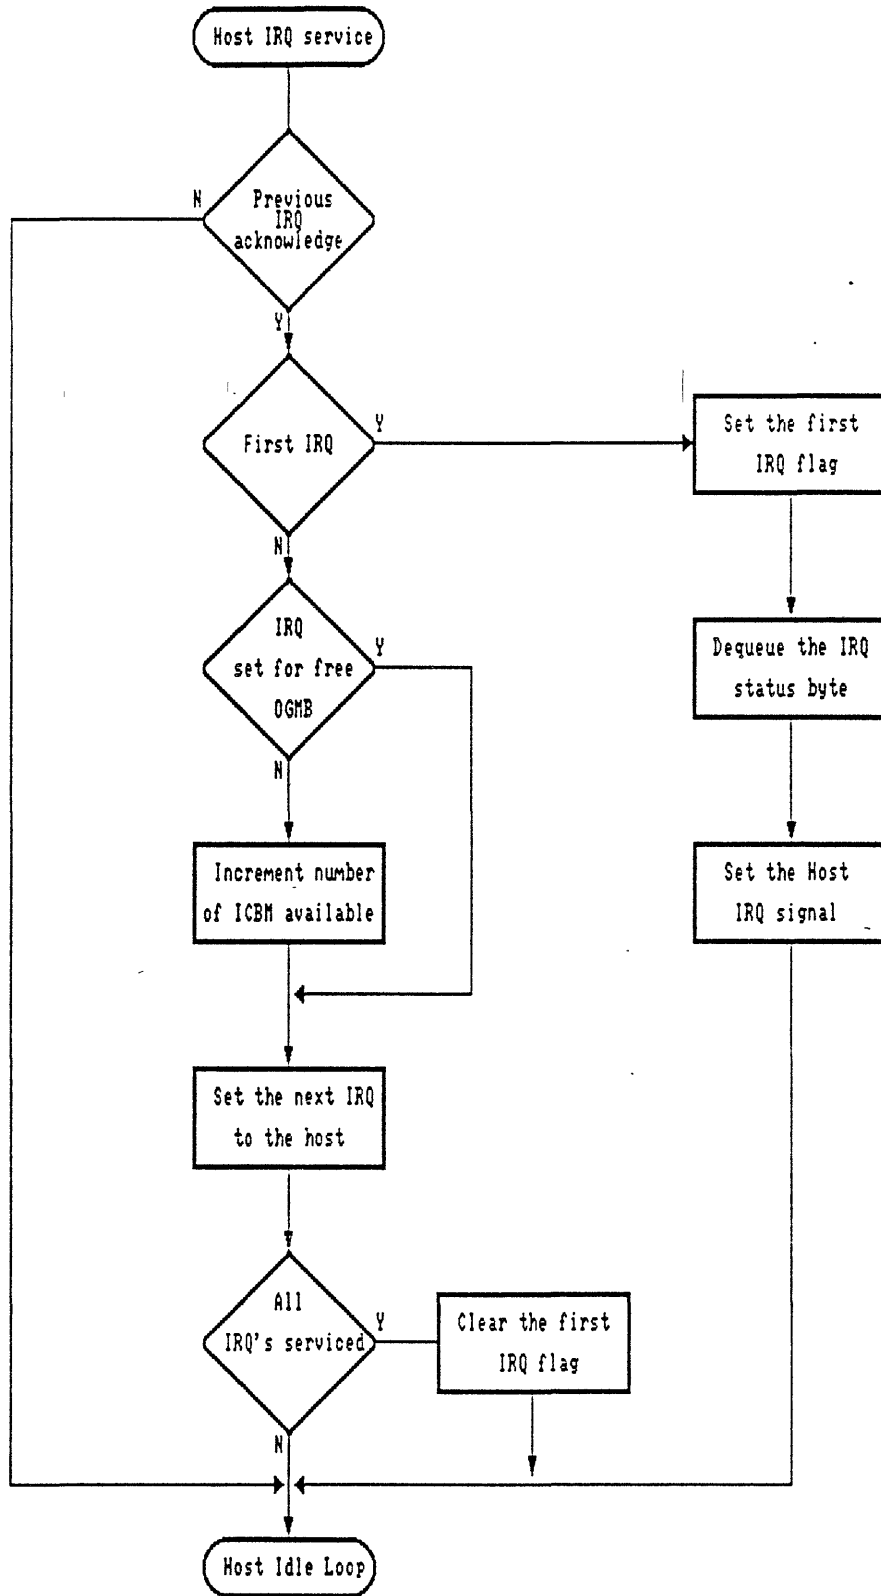 Host IRQ service
N
Previous
IRQ
acknowledge
Y
First IRQ
Y
Set the first
IRQ flag
N
IRQ
set for free
OGMB
Y
Dequeue the IRQ
status byte
N
Increment number
of ICBM available
Set the Host
IRQ signal
Set the next IRQ
to the host
All
IRQ's serviced
Y
Clear the first
IRQ flag
N
Host Idle Loop